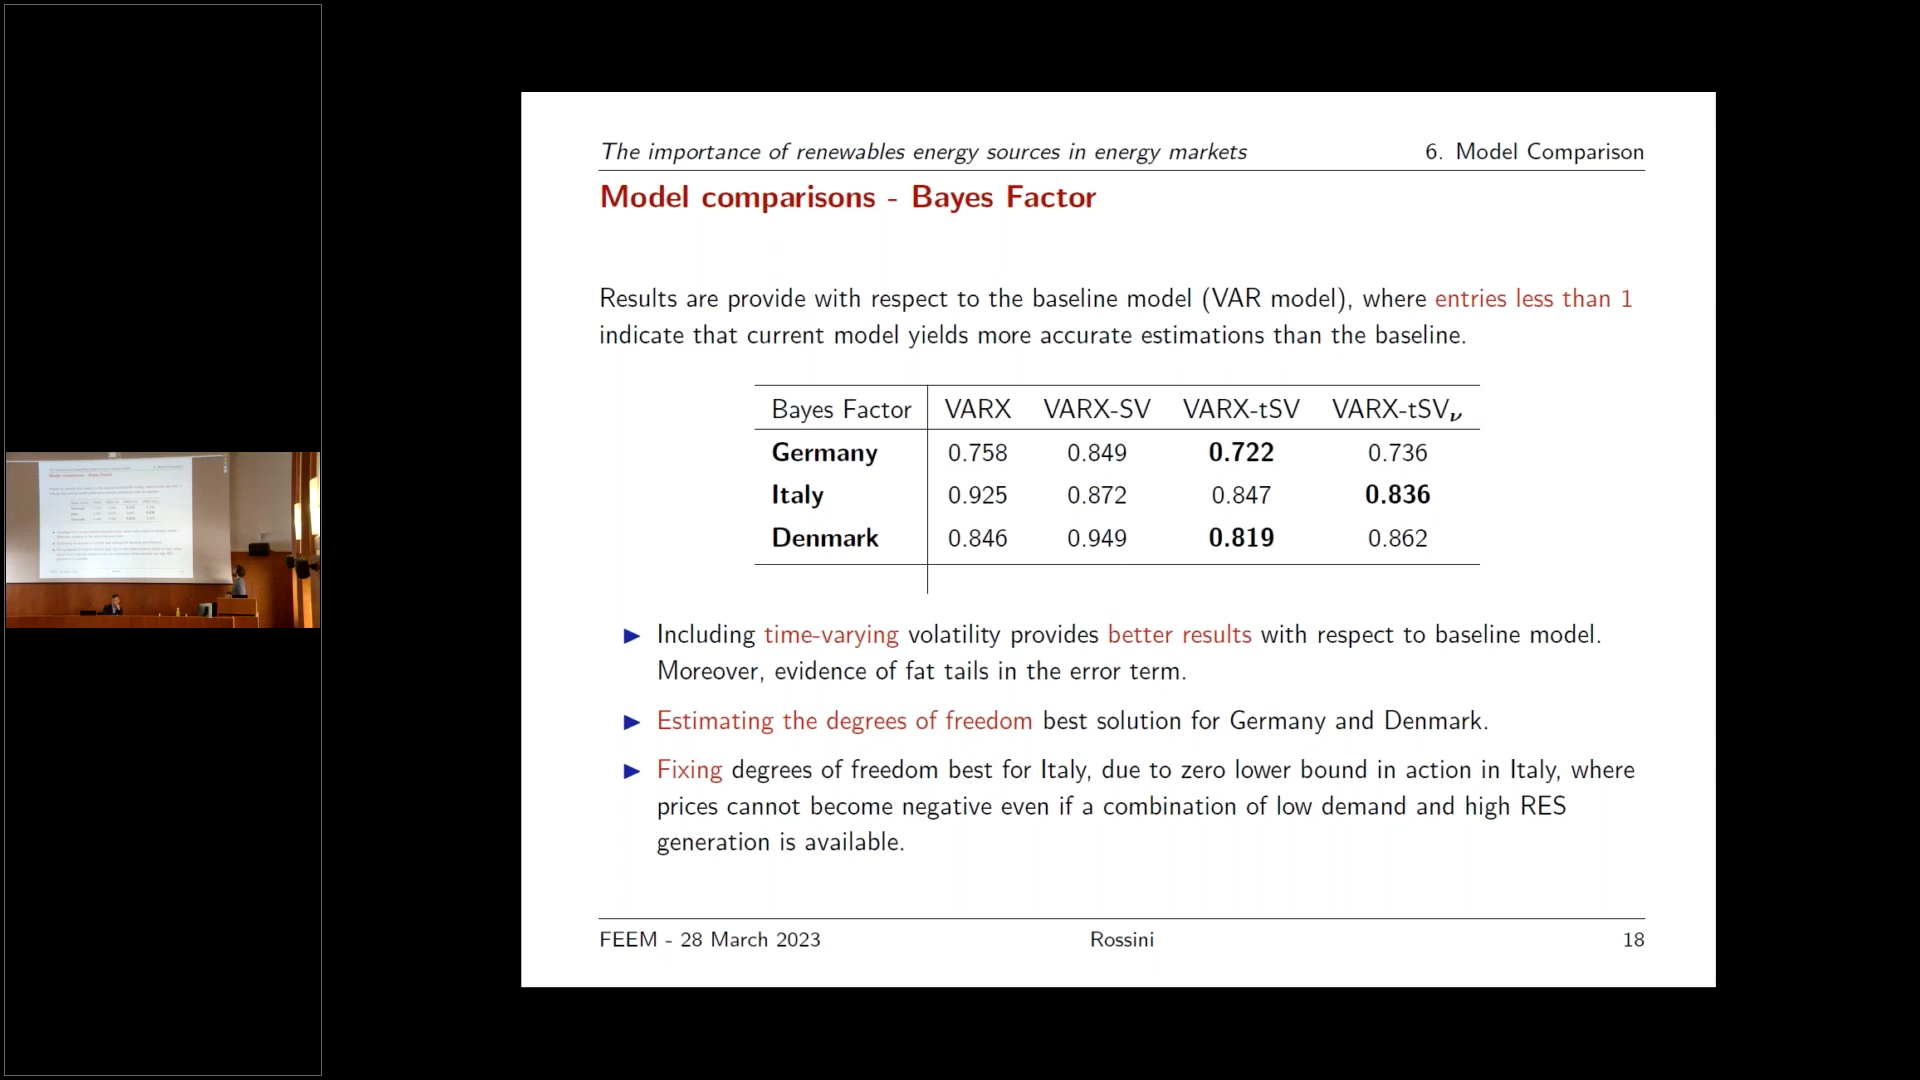 The importance of renewables energy sources in energy markets 6. Model Comparison
Model comparisons - Bayes Factor
Results are provide with respect to the baseline model (VAR model), where entries less than 1
indicate that current model yields more accurate estimations than the baseline.
Bayes Factor VARX VARX-SV VARX-tSV VARX-tSVν
Germany 0.758 0.849 0.722 0.736
Italy 0.925 0.872 0.847 0.836
Denmark 0.846 0.949 0.819 0.862
▶ Including time-varying volatility provides better results with respect to baseline model.
Moreover, evidence of fat tails in the error term.
▶ Estimating the degrees of freedom best solution for Germany and Denmark.
▶ Fixing degrees of freedom best for Italy, due to zero lower bound in action in Italy, where
prices cannot become negative even if a combination of low demand and high RES
generation is available.
FEEM - 28 March 2023 Rossini 18